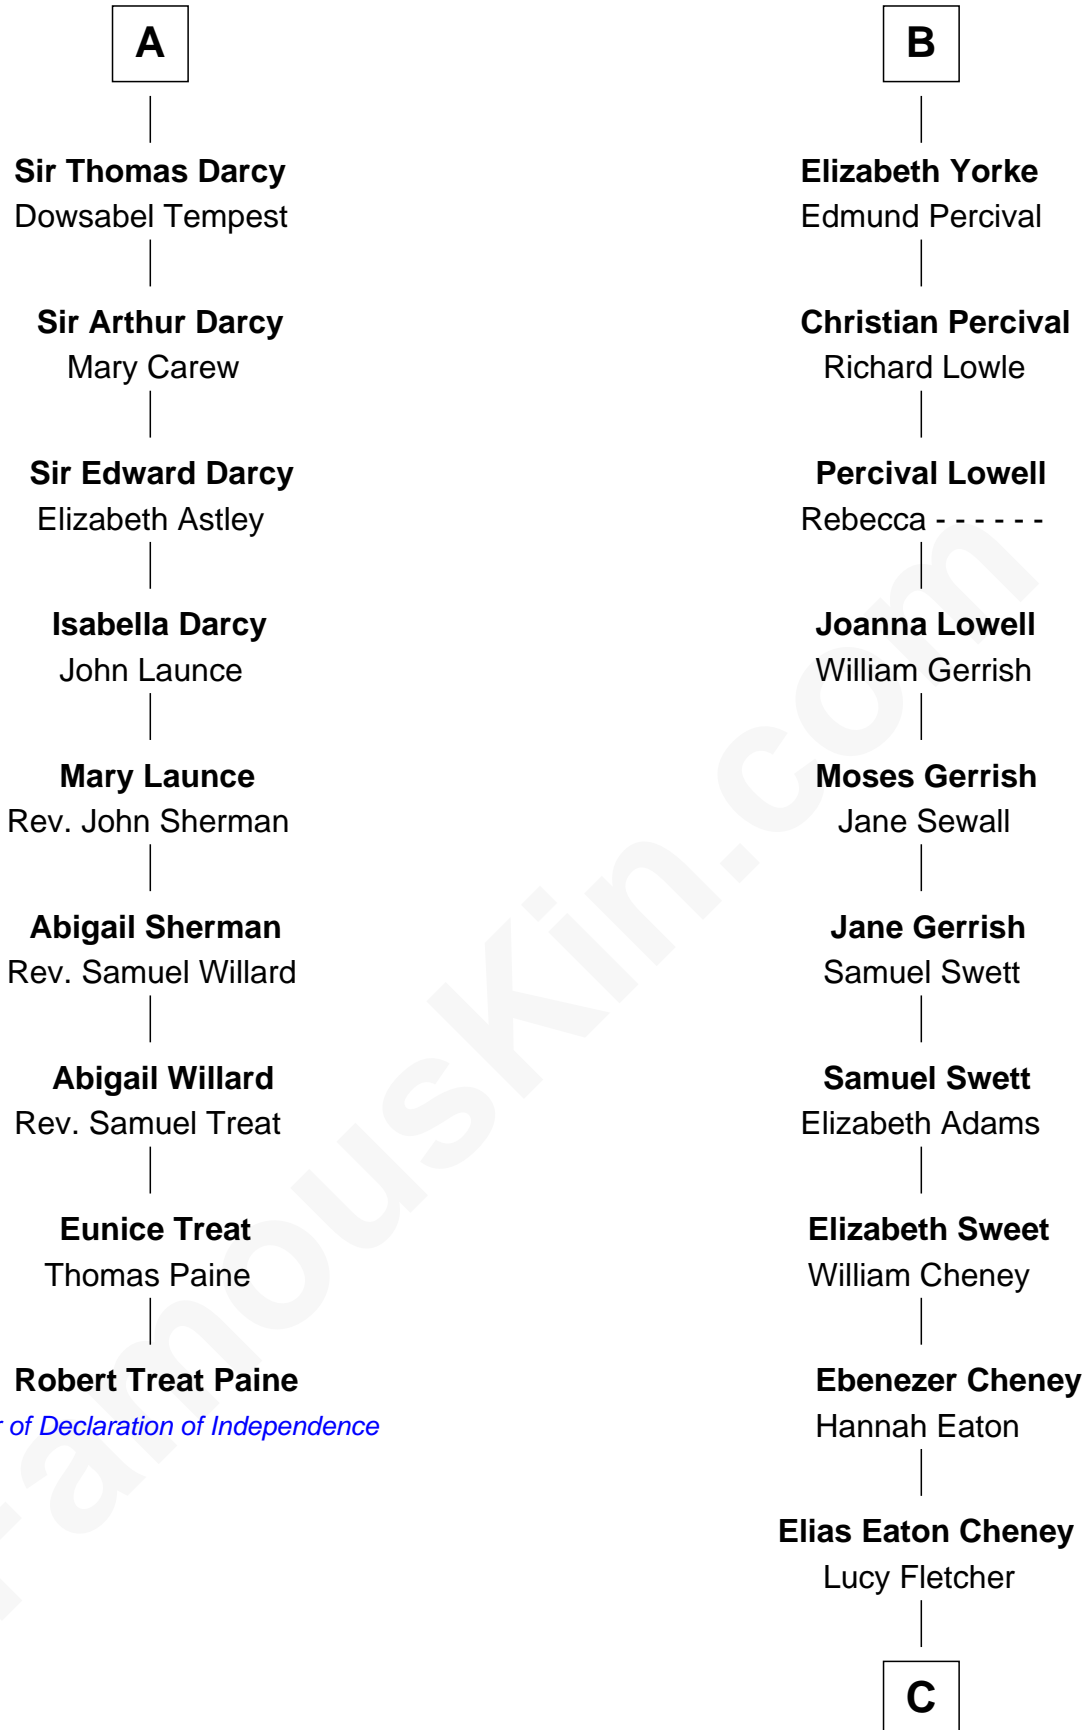 A
Sir Thomas Darcy
Dowsabel Tempest
Sir Arthur Darcy
Mary Carew
Sir Edward Darcy
Elizabeth Astley
Isabella Darcy
John Launce
Mary Launce
Rev. John Sherman
Abigail Sherman
Rev. Samuel Willard
Abigail Willard
Rev. Samuel Treat
Eunice Treat
Thomas Paine
Robert Treat Paine
of Declaration of Independence
B
Elizabeth Yorke
Edmund Percival
Christian Percival
Richard Lowle
Percival Lowell
Rebecca - - - - - -
Joanna Lowell
William Gerrish
Moses Gerrish
Jane Sewall
Jane Gerrish
Samuel Swett
Samuel Swett
Elizabeth Adams
Elizabeth Sweet
William Cheney
Ebenezer Cheney
Hannah Eaton
Elias Eaton Cheney
Lucy Fletcher
C
FamousKin.com